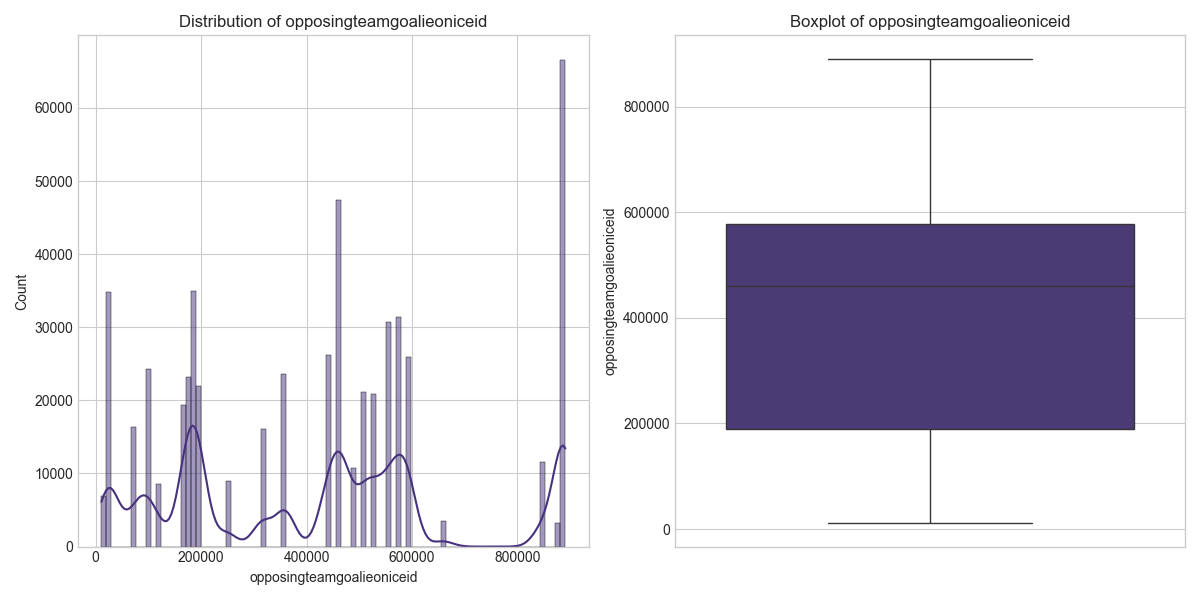 Distribution of opposingteamgoalieoniceid
Count
60000
50000
40000
30000
20000
10000
0
0 200000 400000 600000 800000
opposingteamgoalieoniceid
Boxplot of opposingteamgoalieoniceid
opposingteamgoalieoniceid
800000
600000
400000
200000
0